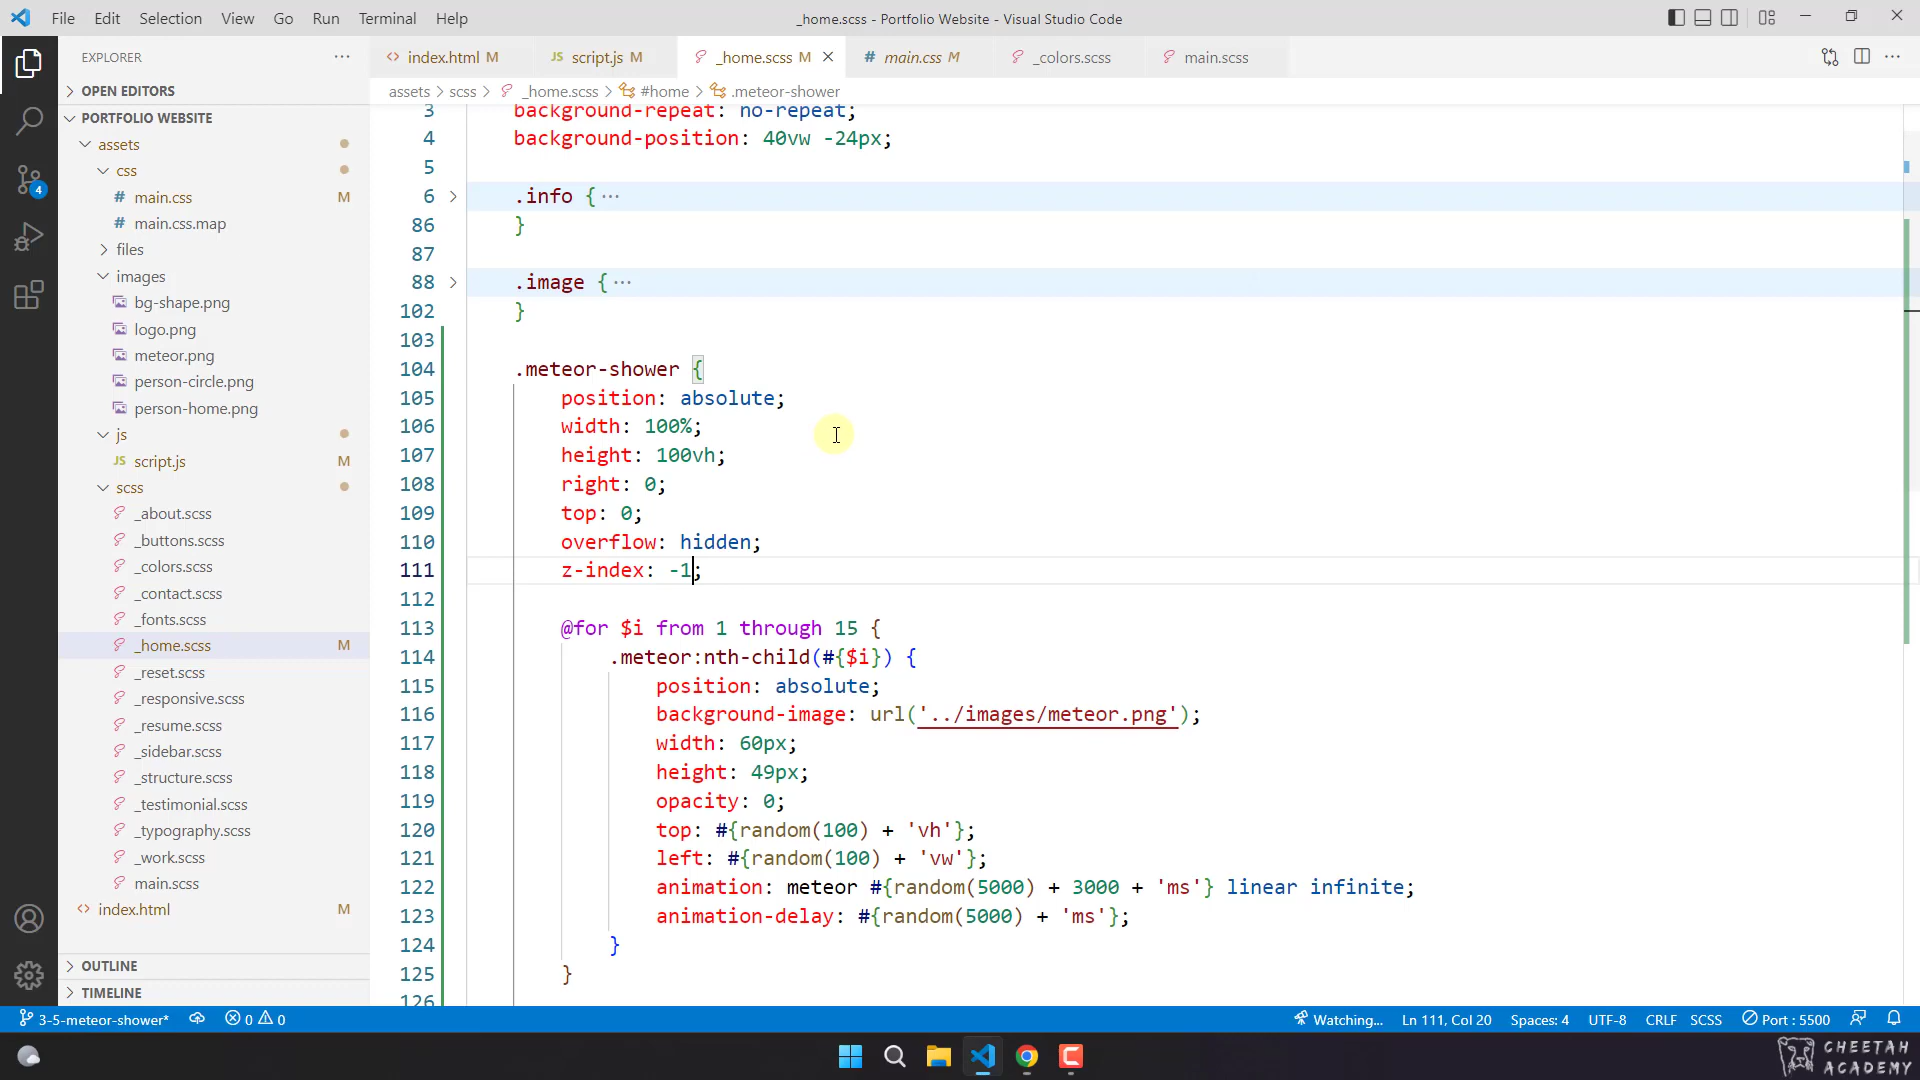 File Edit Selection View Go Run Terminal Help
_home.scss - Portfolio Website - Visual Studio Code
EXPLORER
index.html M
JS script.js M
_home.scss M
# main.css M
_colors.scss
main.scss
OPEN EDITORS
assets > scss > _home.scss > #home > .meteor-shower
PORTFOLIO WEBSITE
assets
css
# main.css M
# main.css.map
files
images
bg-shape.png
logo.png
meteor.png
person-circle.png
person-home.png
js
JS script.js M
scss
_about.scss
_buttons.scss
_colors.scss
_contact.scss
_fonts.scss
_home.scss M
_reset.scss
_responsive.scss
_resume.scss
_sidebar.scss
_structure.scss
_testimonial.scss
_typography.scss
_work.scss
main.scss
<> index.html M
OUTLINE
TIMELINE
4
3 background-repeat: no-repeat;
4 background-position: 40vw -24px;
5
6 .info {···
86 }
87
88 .image {···
102 }
103
104 .meteor-shower {
105 position: absolute;
106 width: 100%;
107 height: 100vh;
108 right: 0;
109 top: 0;
110 overflow: hidden;
111 z-index: -1;
112
113 @for $i from 1 through 15 {
114 .meteor:nth-child(#{$i}) {
115 position: absolute;
116 background-image: url('../images/meteor.png');
117 width: 60px;
118 height: 49px;
119 opacity: 0;
120 top: #{random(100) + 'vh'};
121 left: #{random(100) + 'vw'};
122 animation: meteor #{random(5000) + 3000 + 'ms'} linear infinite;
123 animation-delay: #{random(5000) + 'ms'};
124 }
125 }
126
3-5-meteor-shower* 0 0
Watching... Ln 111, Col 20 Spaces: 4 UTF-8 CRLF SCSS Port : 5500
CHEETAH
ACADEMY